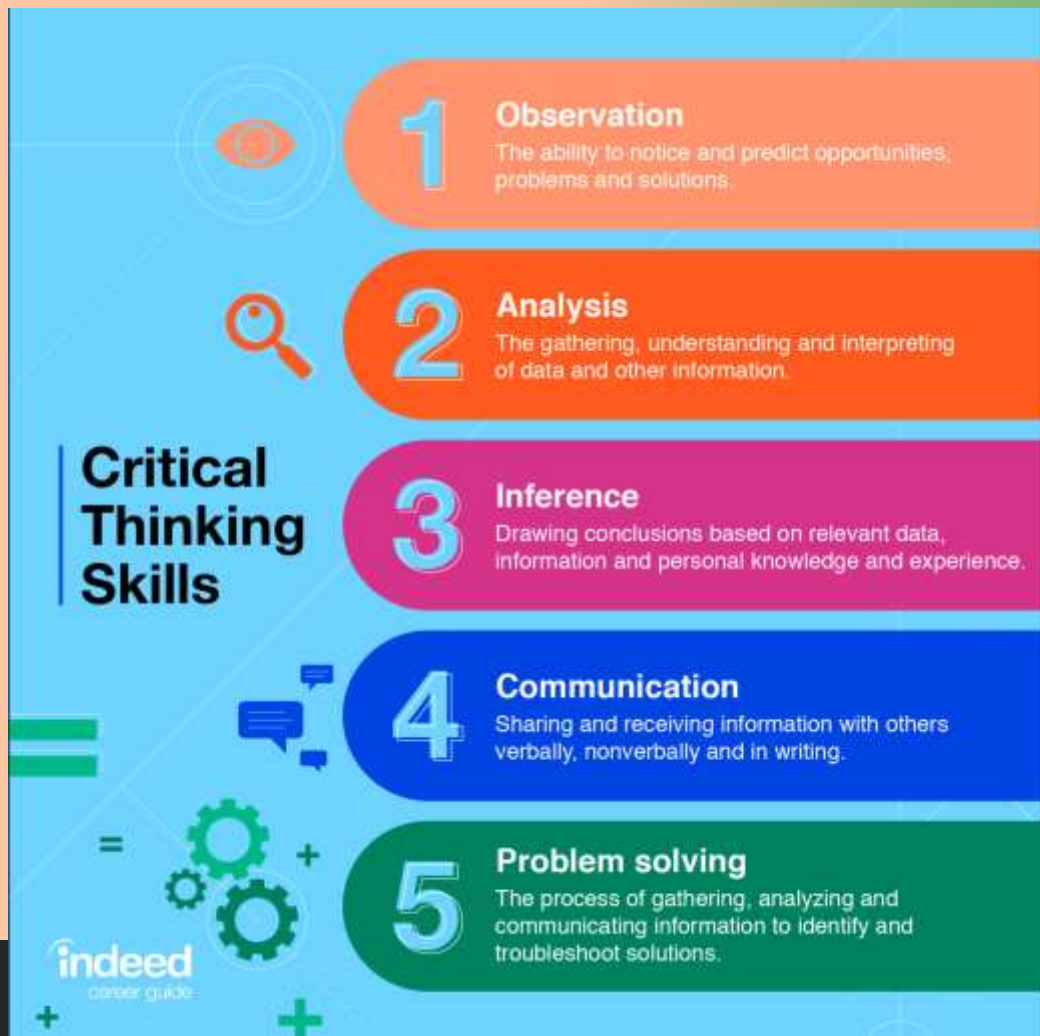 1
Observation
The ability to notice and predict opportunities,
problems and solutions.
2
Analysis
The gathering, understanding and interpreting
of data and other information.
Critical
Thinking
Skills
3
Inference
Drawing conclusions based on relevant data,
information and personal knowledge and experience.
4
Communication
Sharing and receiving information with others
verbally, nonverbally and in writing.
5
Problem solving
The process of gathering, analyzing and
communicating information to identify and
troubleshoot solutions.
indeed
career guide